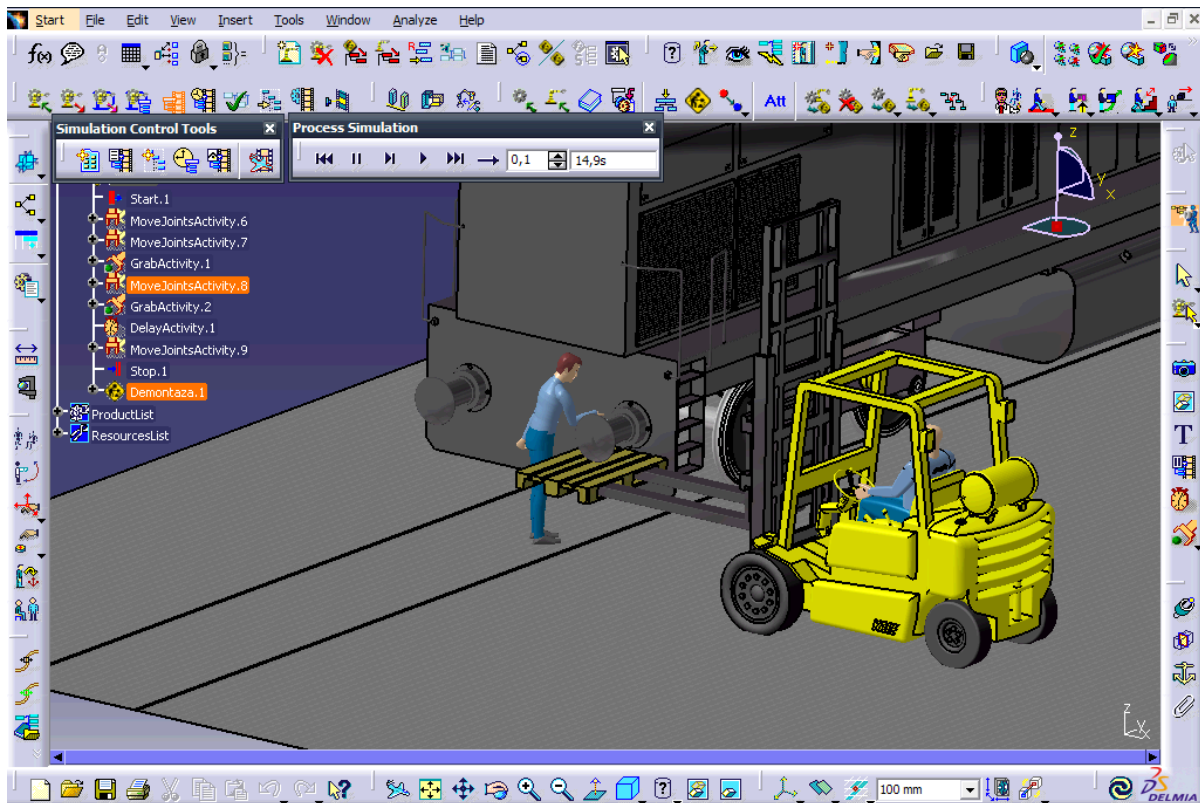 Start File Edit View Insert Tools Window Analyze Help
f(x)
Att
Simulation Control Tools
Process Simulation
0,1 14,9s
Start.1
MoveJointsActivity.6
MoveJointsActivity.7
GrabActivity.1
MoveJointsActivity.8
GrabActivity.2
DelayActivity.1
MoveJointsActivity.9
Stop.1
Demontaza.1
ProductList
ResourcesList
z
y
x
T
z
100 mm
DELMIA